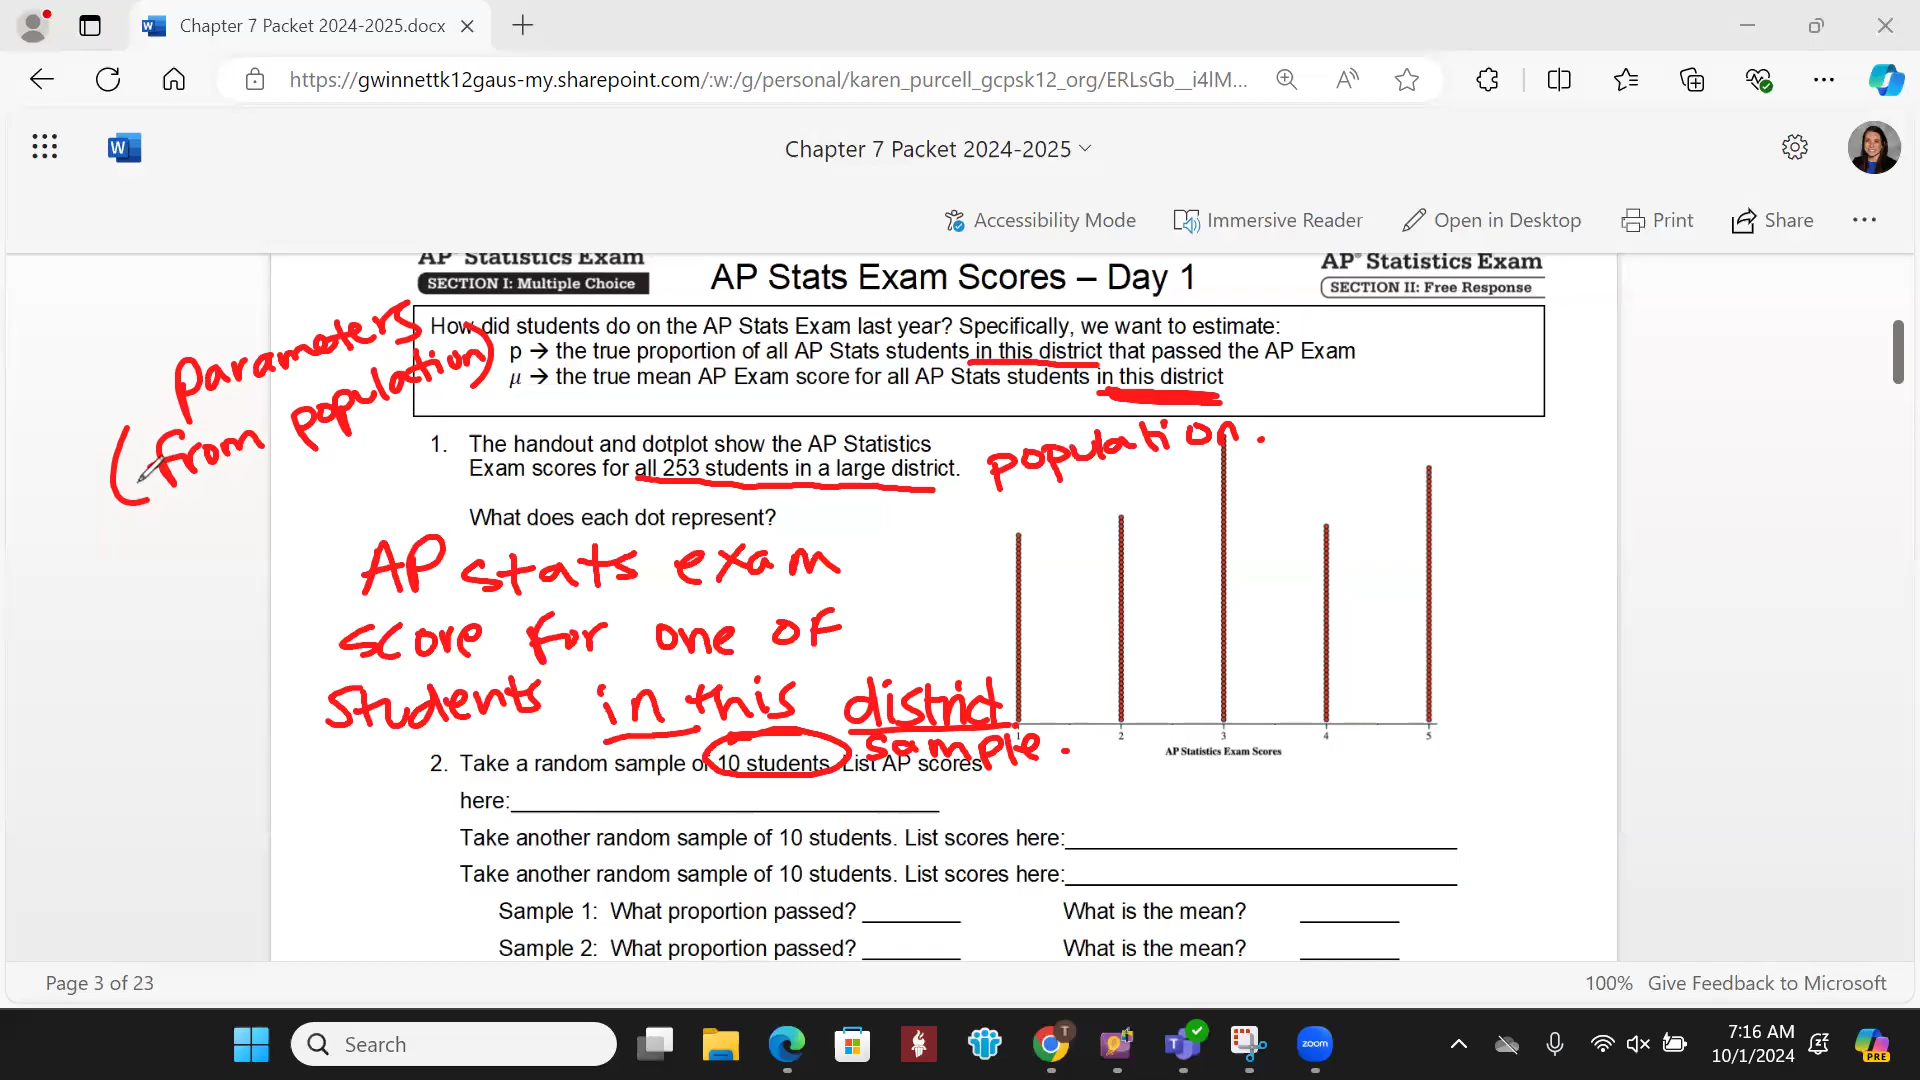 Chapter 7 Packet 2024-2025.docx
https://gwinnettk12gaus-my.sharepoint.com/:w:/g/personal/karen_purcell_gcpsk12_org/ERLsGb__i4lM...
W
Chapter 7 Packet 2024-2025
Accessibility Mode
Immersive Reader
Open in Desktop
Print
Share
AP® Statistics Exam
SECTION I: Multiple Choice
AP Stats Exam Scores – Day 1
AP® Statistics Exam
SECTION II: Free Response
How did students do on the AP Stats Exam last year? Specifically, we want to estimate:
p → the true proportion of all AP Stats students in this district that passed the AP Exam
μ → the true mean AP Exam score for all AP Stats students in this district
parameters
(from population)
1. The handout and dotplot show the AP Statistics
Exam scores for all 253 students in a large district.
population.
What does each dot represent?
AP stats exam
score for one of
students in this district
1 2 3 4 5
AP Statistics Exam Scores
sample.
2. Take a random sample of 10 students. List AP scores
here:
Take another random sample of 10 students. List scores here:
Take another random sample of 10 students. List scores here:
Sample 1: What proportion passed? What is the mean?
Sample 2: What proportion passed? What is the mean?
Page 3 of 23
100% Give Feedback to Microsoft
Search
T
zoom
7:16 AM
10/1/2024
PRE